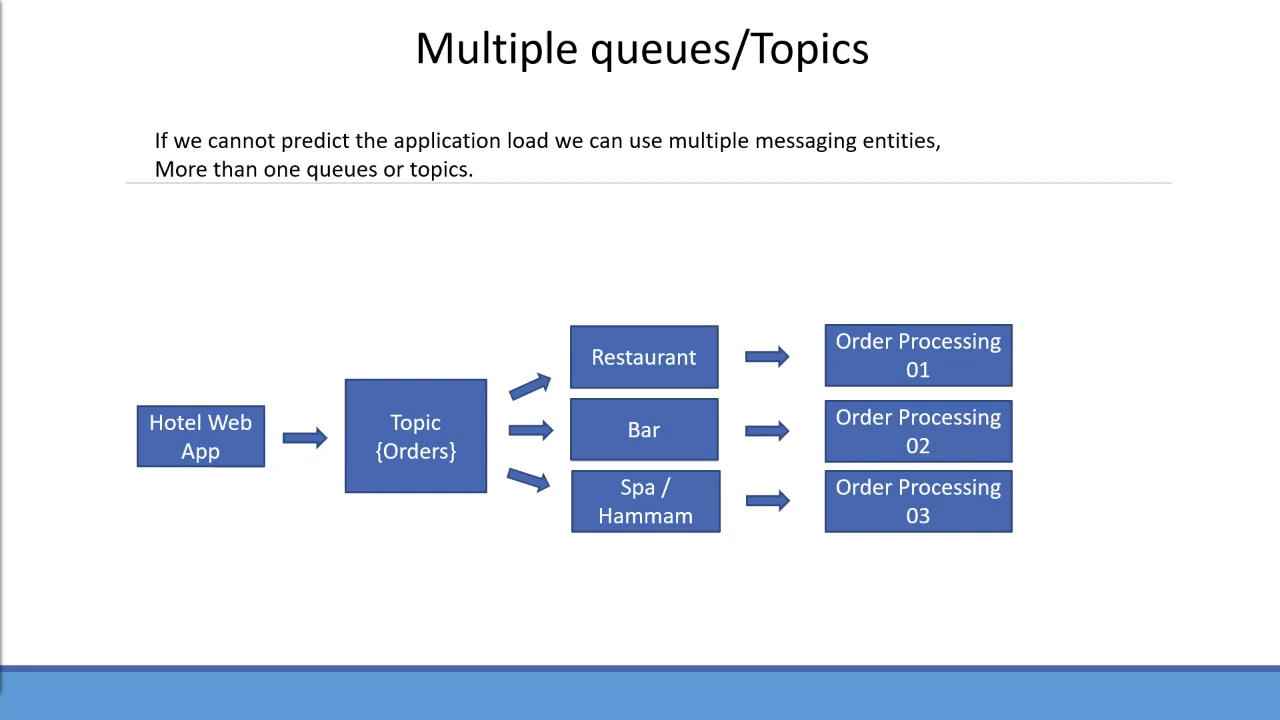 Multiple queues/Topics
If we cannot predict the application load we can use multiple messaging entities,
More than one queues or topics.
Hotel Web
App
Topic
{Orders}
Restaurant
Bar
Spa /
Hammam
Order Processing
01
Order Processing
02
Order Processing
03